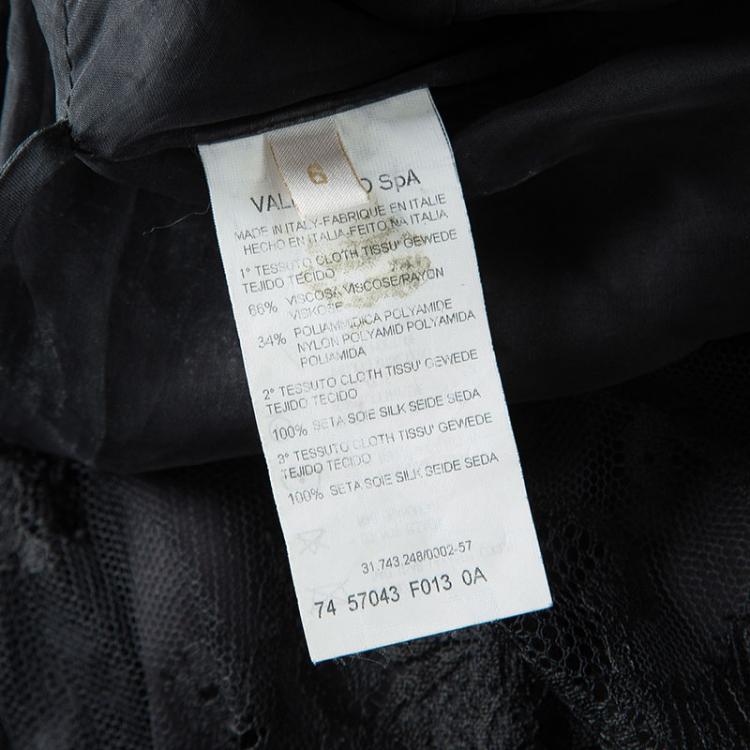 6
VAL O SpA
MADE IN ITALY-FABRIQUE EN ITALIE
HECHO EN ITALIA-FEITO NA ITALIA
1° TESSUTO CLOTH TISSU' GEWEDE
TEJIDO TECIDO
66% VISCOSA VISCOSE/RAYON
VISKOSE
34% POLIAMMIDICA POLYAMIDE
NYLON POLYAMID POLYAMIDA
POLIAMIDA
2° TESSUTO CLOTH TISSU' GEWEDE
TEJIDO TECIDO
100% SETA SOIE SILK SEIDE SEDA
3° TESSUTO CLOTH TISSU' GEWEDE
TEJIDO TECIDO
100% SETA SOIE SILK SEIDE SEDA
31.743.248/0002-57
74 57043 F013 0A